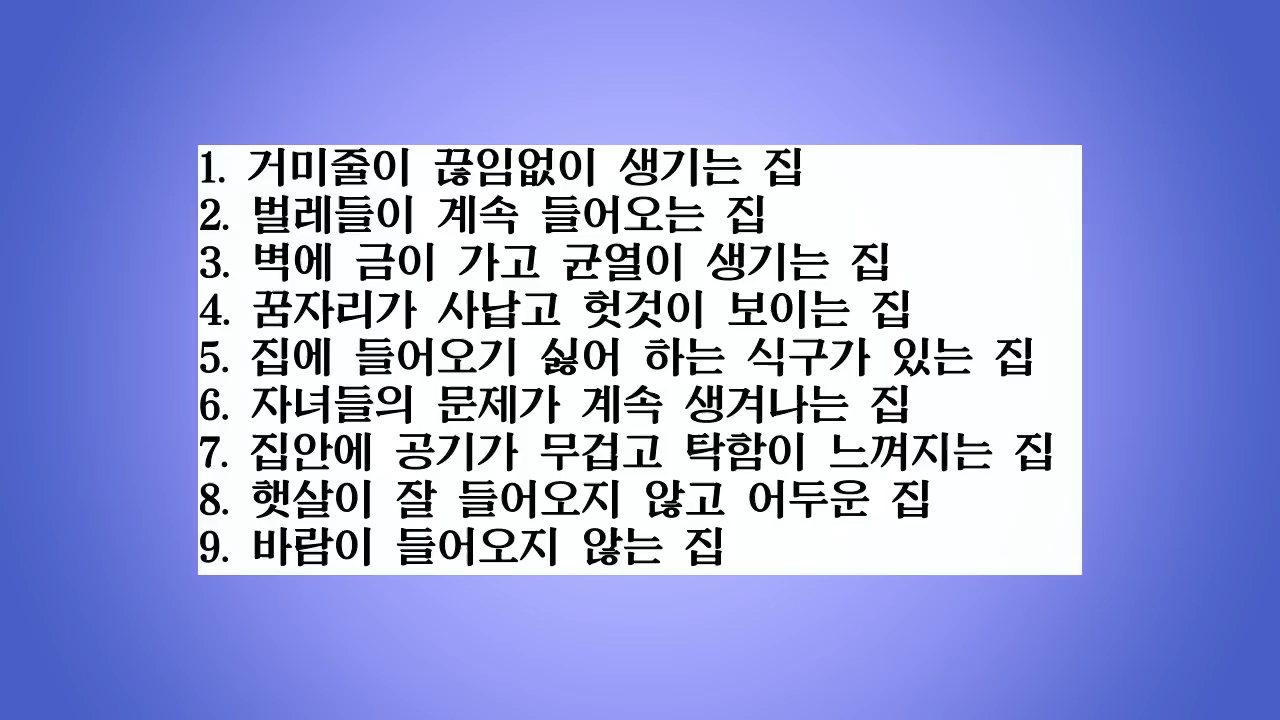 1. 거미줄이 끊임없이 생기는 집
2. 벌레들이 계속 들어오는 집
3. 벽에 금이 가고 균열이 생기는 집
4. 꿈자리가 사납고 헛것이 보이는 집
5. 집에 들어오기 싫어 하는 식구가 있는 집
6. 자녀들의 문제가 계속 생겨나는 집
7. 집안에 공기가 무겁고 탁함이 느껴지는 집
8. 햇살이 잘 들어오지 않고 어두운 집
9. 바람이 들어오지 않는 집